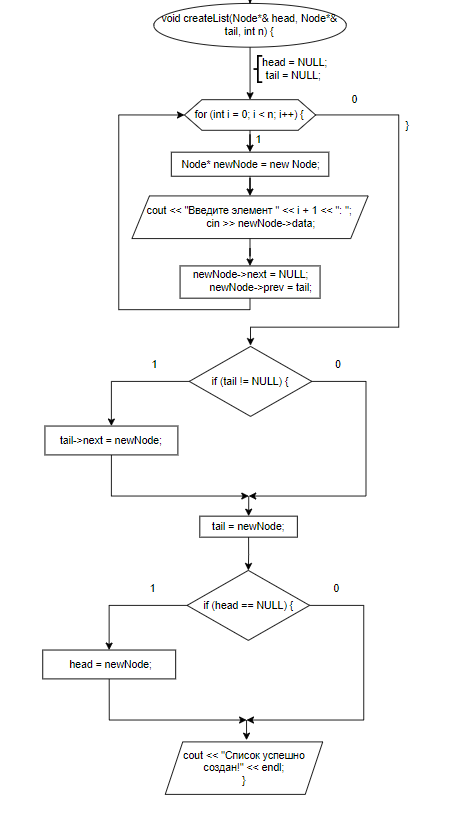 void createList(Node*& head, Node*&
tail, int n) {
head = NULL;
tail = NULL;
for (int i = 0; i < n; i++) {
0
}
1
Node* newNode = new Node;
cout << "Введите элемент " << i + 1 << ": ";
cin >> newNode->data;
newNode->next = NULL;
newNode->prev = tail;
if (tail != NULL) {
1
0
tail->next = newNode;
tail = newNode;
if (head == NULL) {
1
0
head = newNode;
cout << "Список успешно
создан!" << endl;
}